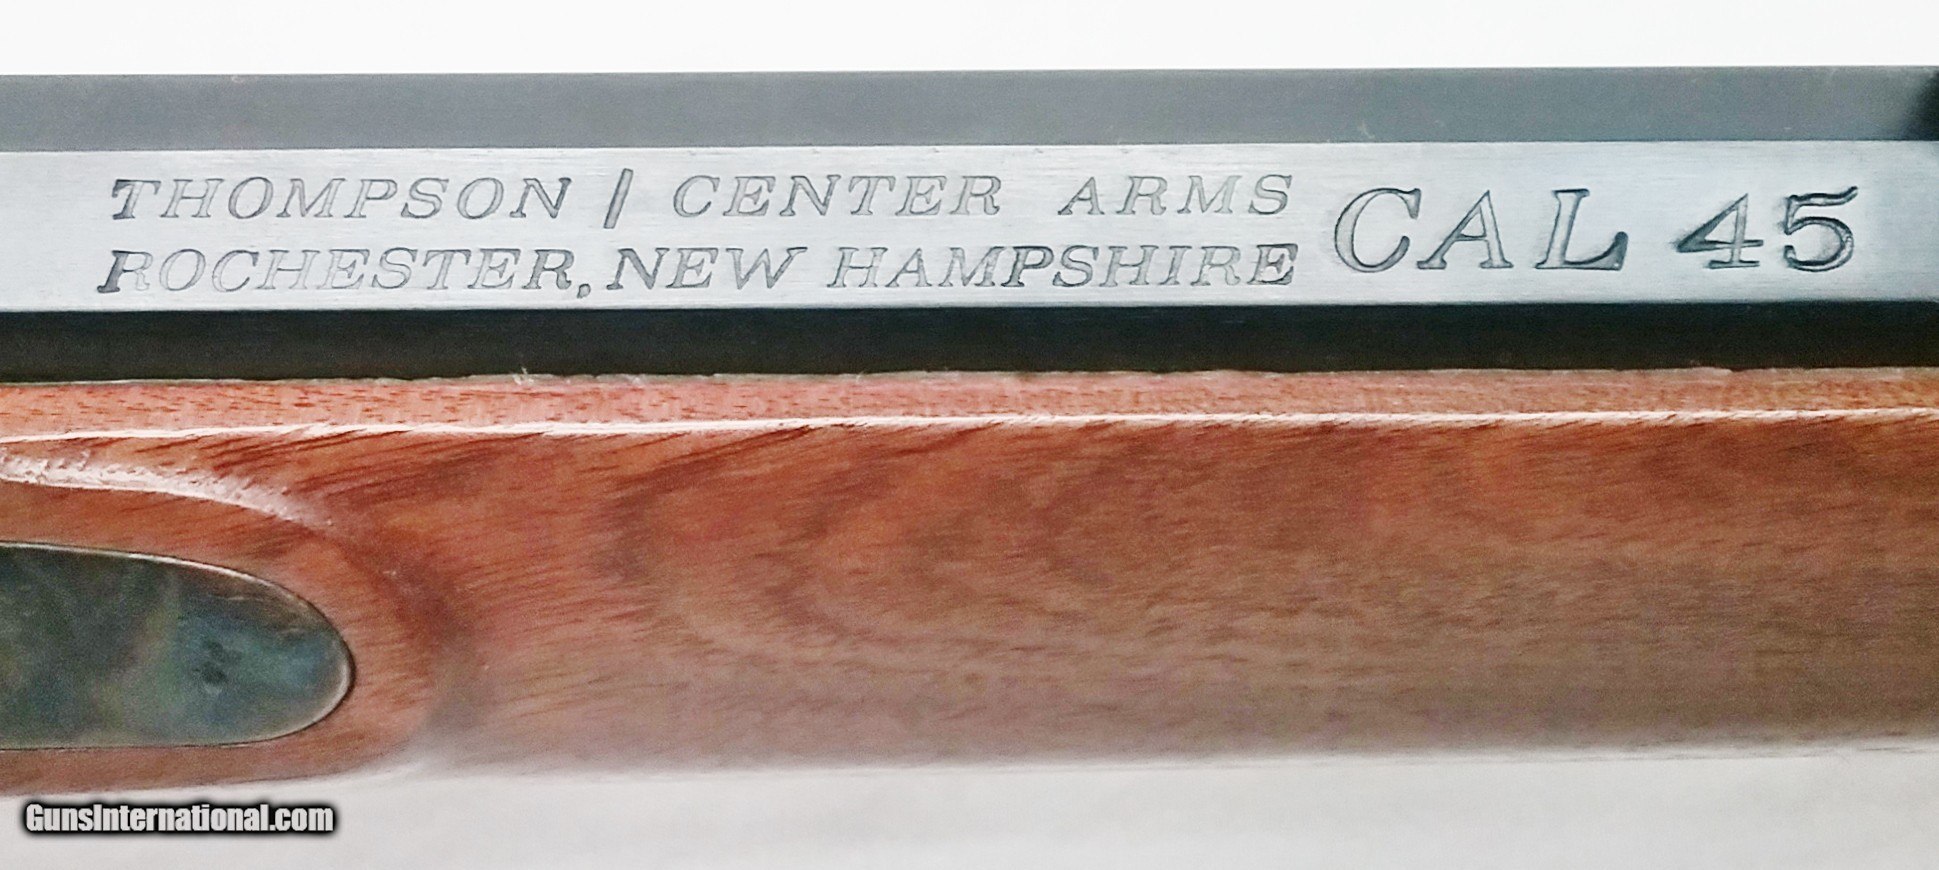 THOMPSON / CENTER ARMS
ROCHESTER, NEW HAMPSHIRE
CAL 45
GunsInternational.com